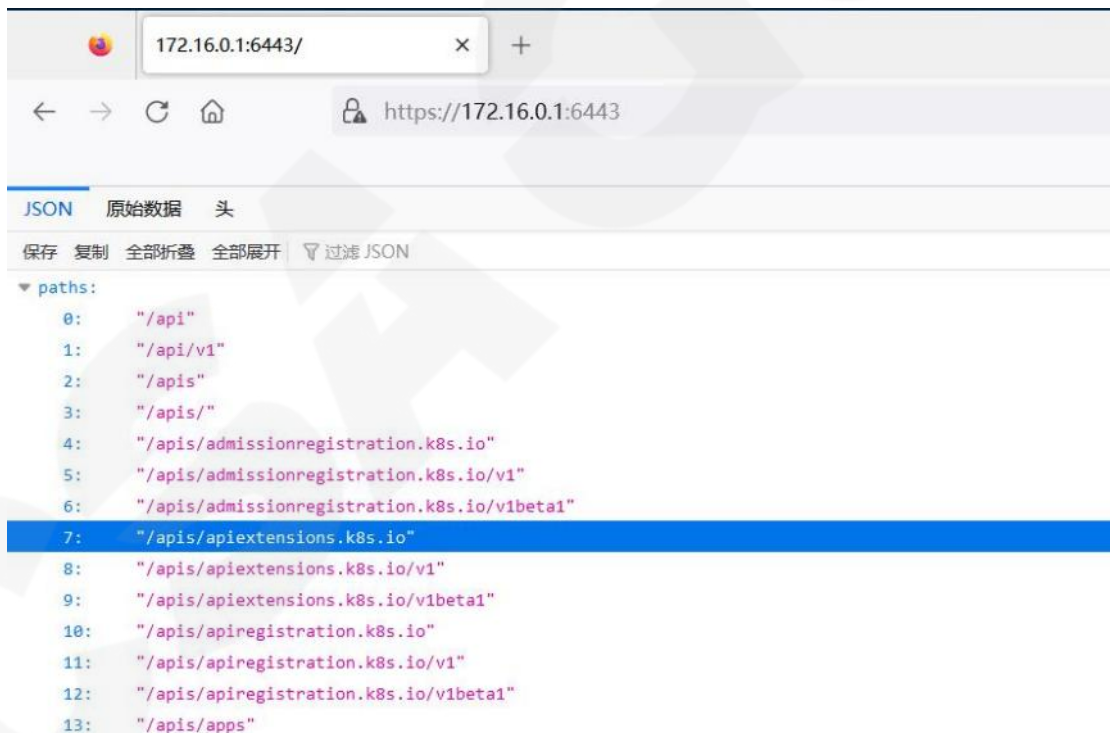 172.16.0.1:6443/
https://172.16.0.1:6443
JSON 原始数据 头
保存 复制 全部折叠 全部展开 过滤 JSON
paths:
0: "/api"
1: "/api/v1"
2: "/apis"
3: "/apis/"
4: "/apis/admissionregistration.k8s.io"
5: "/apis/admissionregistration.k8s.io/v1"
6: "/apis/admissionregistration.k8s.io/v1beta1"
7: "/apis/apiextensions.k8s.io"
8: "/apis/apiextensions.k8s.io/v1"
9: "/apis/apiextensions.k8s.io/v1beta1"
10: "/apis/apiregistration.k8s.io"
11: "/apis/apiregistration.k8s.io/v1"
12: "/apis/apiregistration.k8s.io/v1beta1"
13: "/apis/apps"